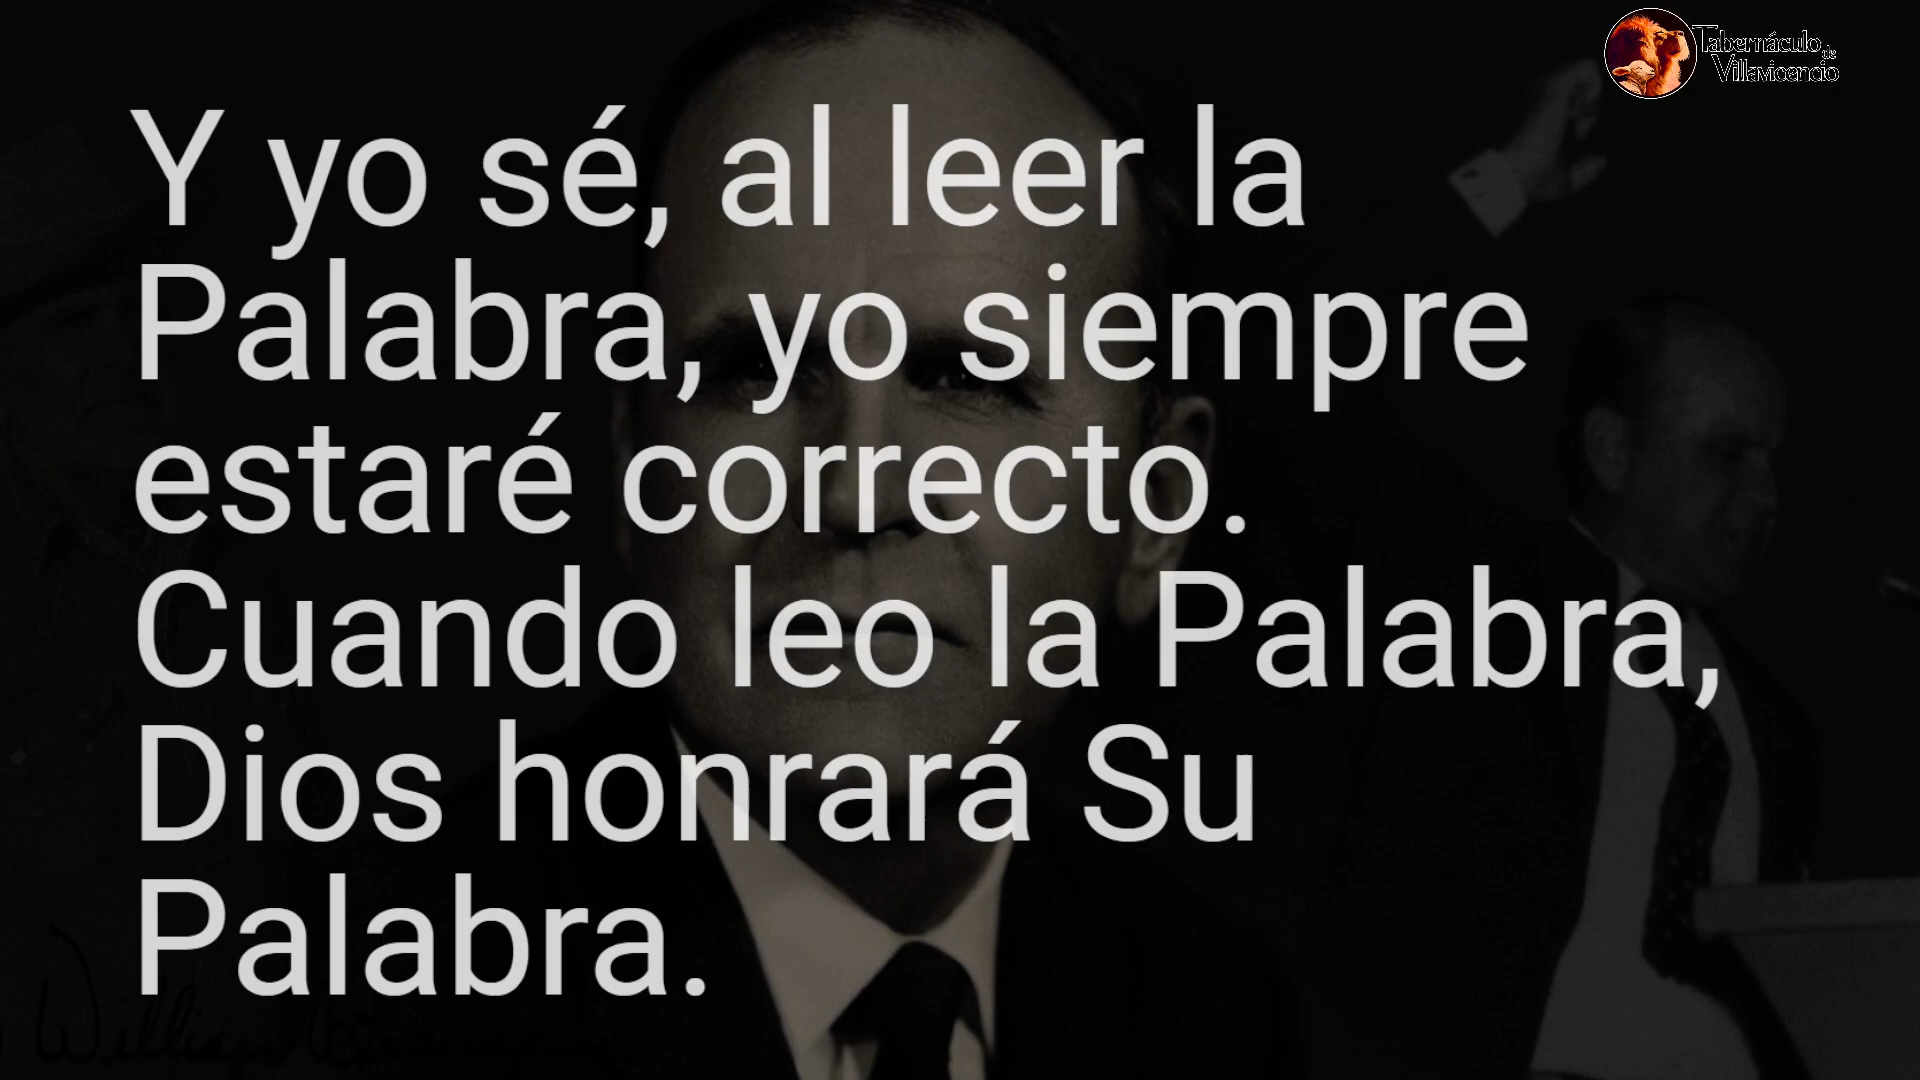 Tabernáculo
de
Villavicencio
Y yo sé, al leer la
Palabra, yo siempre
estaré correcto.
Cuando leo la Palabra,
Dios honrará Su
Palabra.
William